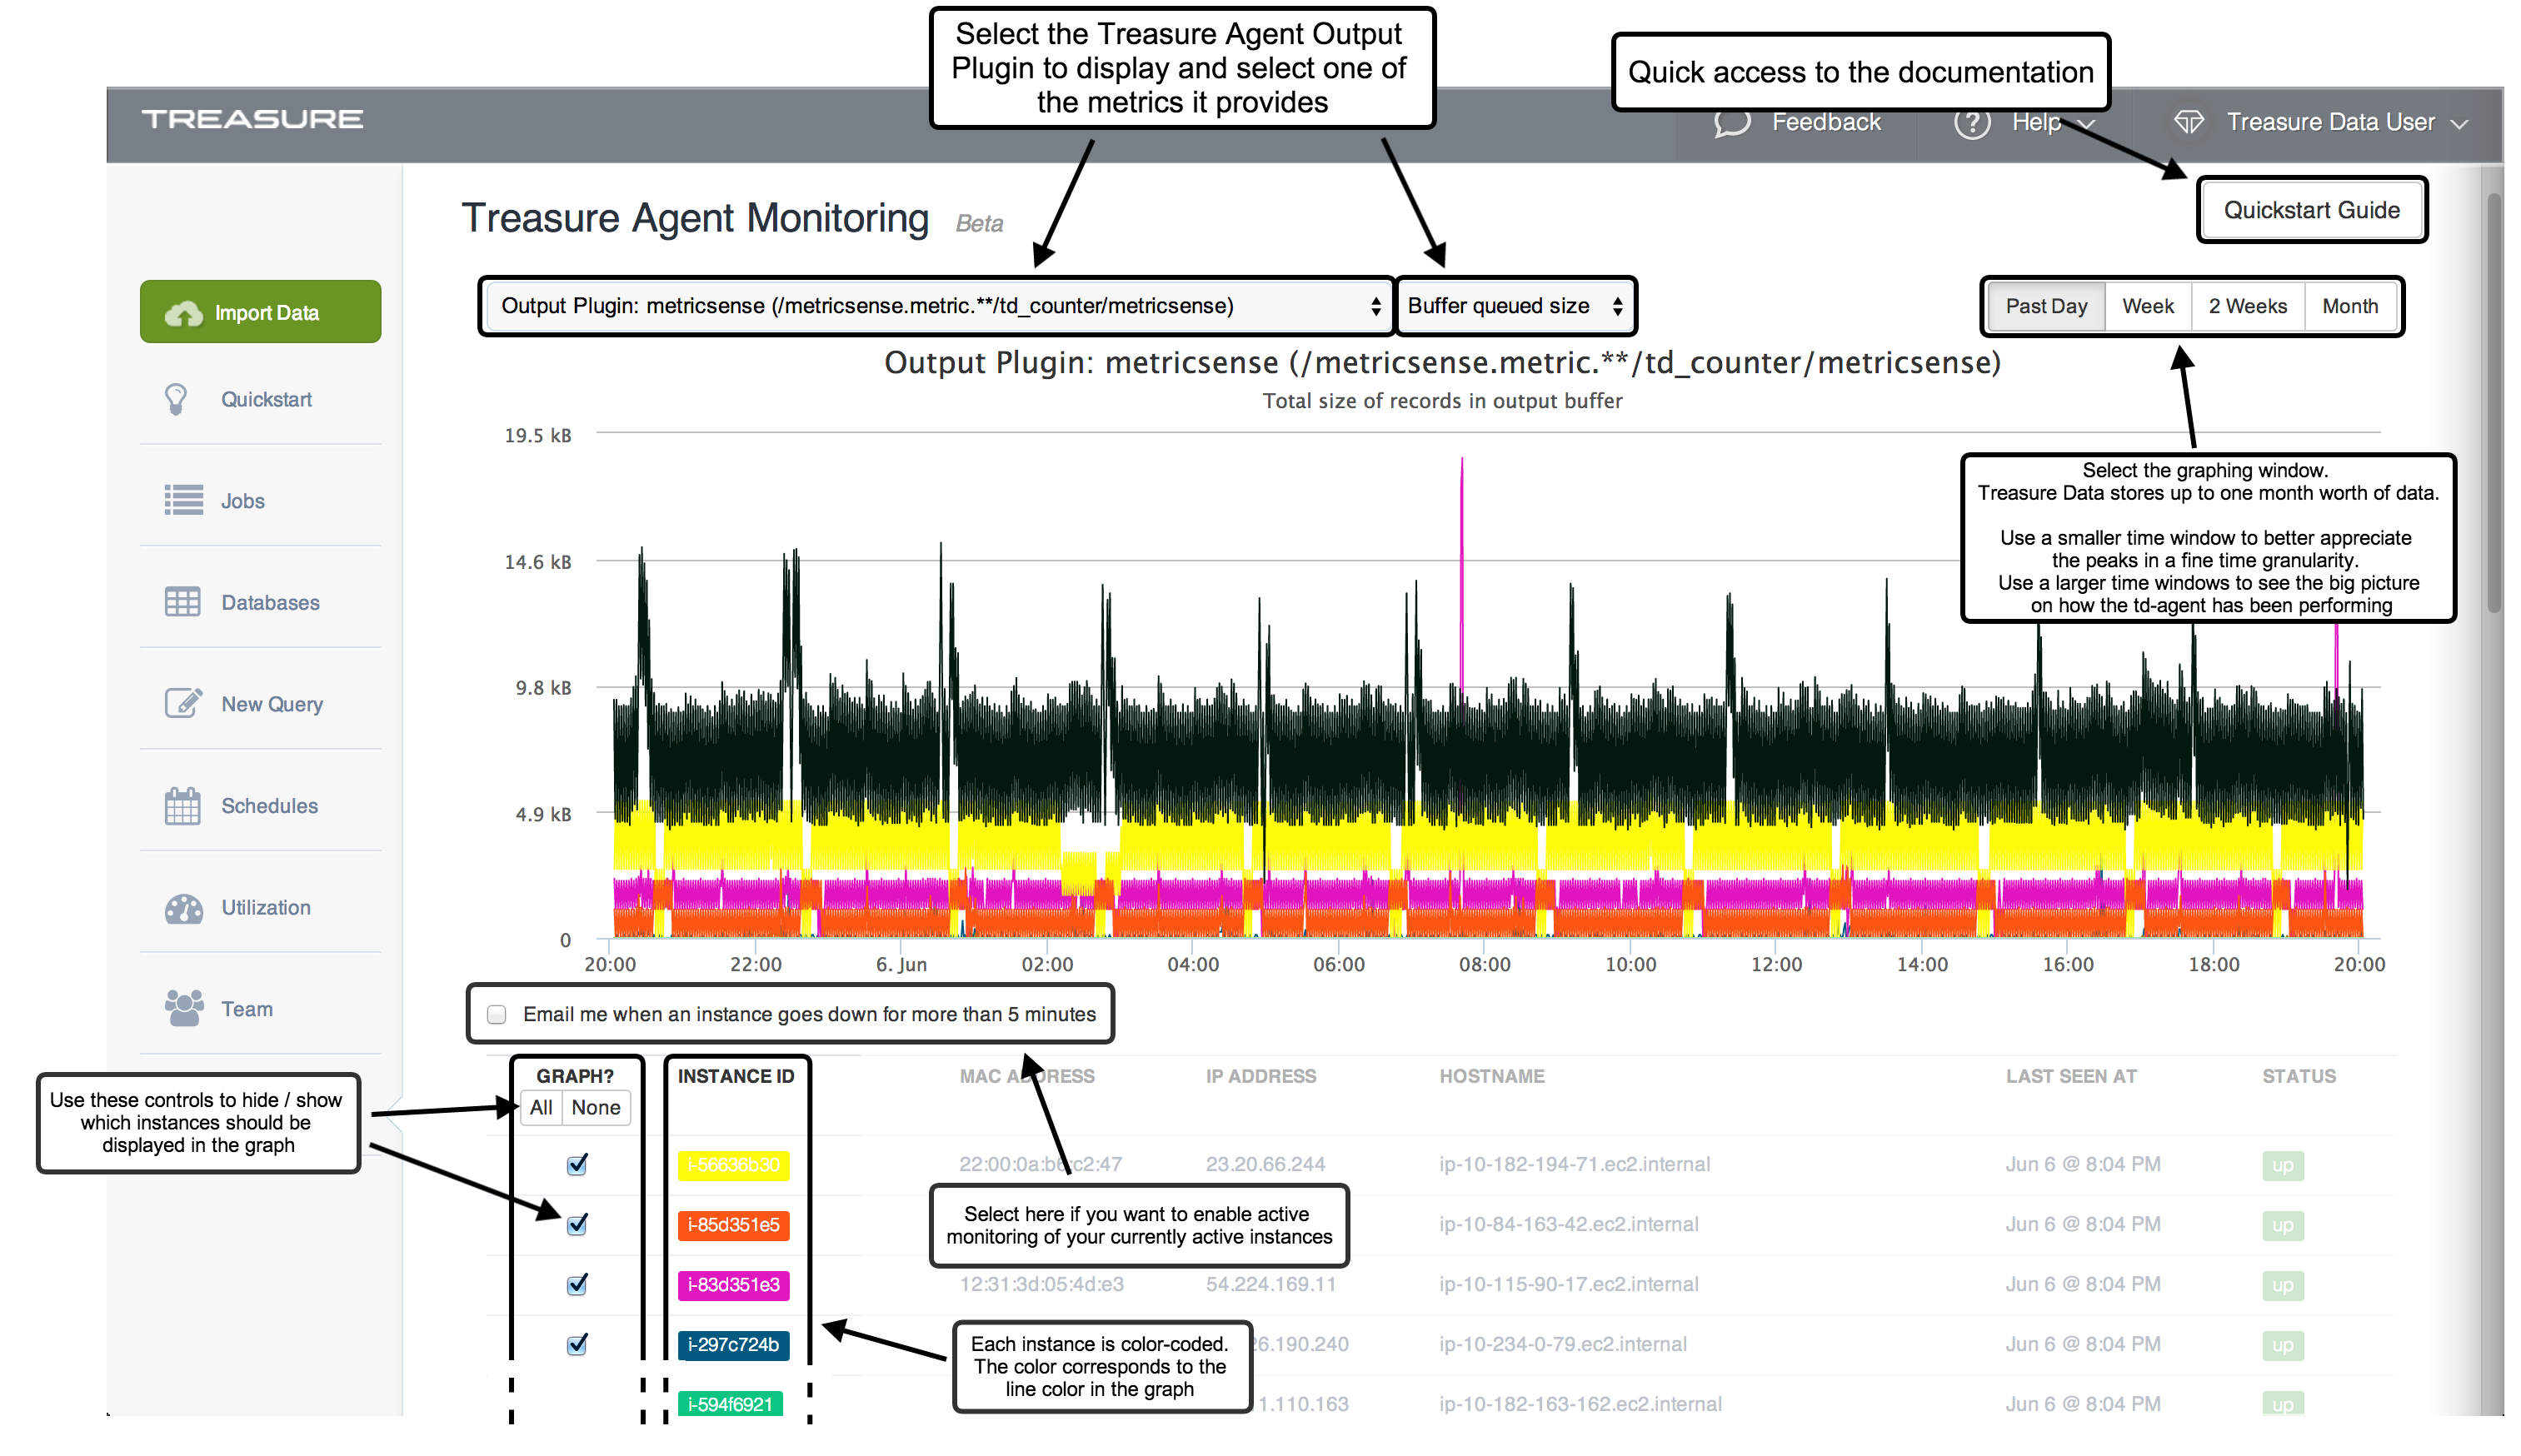 Select the Treasure Agent Output
Plugin to display and select one of
the metrics it provides
Quick access to the documentation
TREASURE
Feedback
Help
Treasure Data User
Treasure Agent Monitoring Beta
Quickstart Guide
Import Data
Quickstart
Jobs
Databases
New Query
Schedules
Utilization
Team
Output Plugin: metricsense (/metricsense.metric.**/td_counter/metricsense)
Buffer queued size
Past Day
Week
2 Weeks
Month
Output Plugin: metricsense (/metricsense.metric.**/td_counter/metricsense)
Total size of records in output buffer
Select the graphing window.
Treasure Data stores up to one month worth of data.
Use a smaller time window to better appreciate
the peaks in a fine time granularity.
Use a larger time windows to see the big picture
on how the td-agent has been performing
19.5 kB
14.6 kB
9.8 kB
4.9 kB
0
20:00 22:00 6. Jun 02:00 04:00 06:00 08:00 10:00 12:00 14:00 16:00 18:00 20:00
Email me when an instance goes down for more than 5 minutes
Use these controls to hide / show
which instances should be
displayed in the graph
GRAPH? INSTANCE ID MAC ADDRESS IP ADDRESS HOSTNAME LAST SEEN AT STATUS
All None
i-56636b30 22:00:0a:b6:c2:47 23.20.66.244 ip-10-182-194-71.ec2.internal Jun 6 @ 8:04 PM up
i-85d351e5 ip-10-84-163-42.ec2.internal Jun 6 @ 8:04 PM up
Select here if you want to enable active
monitoring of your currently active instances
i-83d351e3 12:31:3d:05:4d:e3 54.224.169.11 ip-10-115-90-17.ec2.internal Jun 6 @ 8:04 PM up
i-297c724b 26.190.240 ip-10-234-0-79.ec2.internal Jun 6 @ 8:04 PM up
Each instance is color-coded.
The color corresponds to the
line color in the graph
i-594f6921 1.110.163 ip-10-182-163-162.ec2.internal Jun 6 @ 8:04 PM up